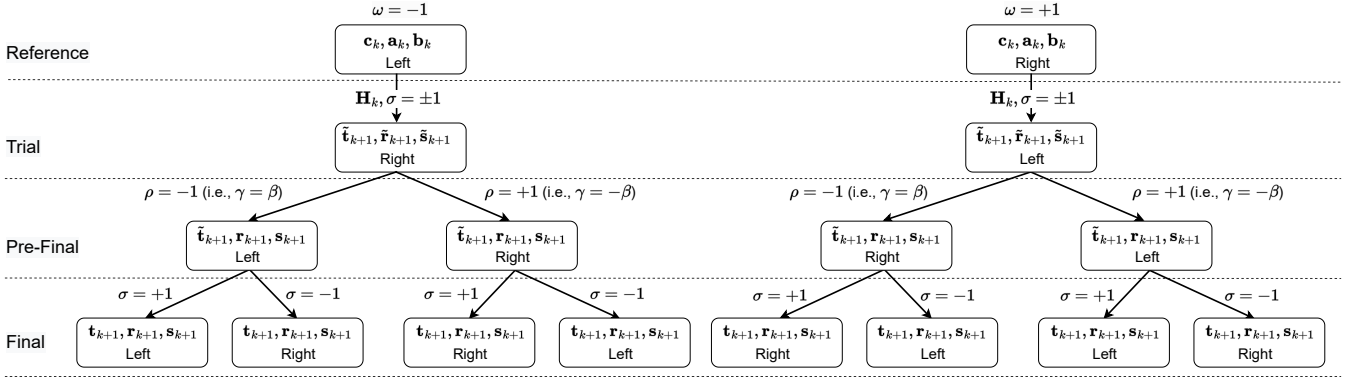 ω = −1
ω = +1
Reference
c_k, a_k, b_k
Left
c_k, a_k, b_k
Right
H_k, σ = ±1
H_k, σ = ±1
Trial
t̃_{k+1}, r̃_{k+1}, s̃_{k+1}
Right
t̃_{k+1}, r̃_{k+1}, s̃_{k+1}
Left
ρ = −1 (i.e., γ = β)
ρ = +1 (i.e., γ = −β)
ρ = −1 (i.e., γ = β)
ρ = +1 (i.e., γ = −β)
Pre-Final
t̃_{k+1}, r_{k+1}, s_{k+1}
Left
t̃_{k+1}, r_{k+1}, s_{k+1}
Right
t̃_{k+1}, r_{k+1}, s_{k+1}
Right
t̃_{k+1}, r_{k+1}, s_{k+1}
Left
σ = +1
σ = −1
σ = +1
σ = −1
σ = +1
σ = −1
σ = +1
σ = −1
Final
t_{k+1}, r_{k+1}, s_{k+1}
Left
t_{k+1}, r_{k+1}, s_{k+1}
Right
t_{k+1}, r_{k+1}, s_{k+1}
Right
t_{k+1}, r_{k+1}, s_{k+1}
Left
t_{k+1}, r_{k+1}, s_{k+1}
Right
t_{k+1}, r_{k+1}, s_{k+1}
Left
t_{k+1}, r_{k+1}, s_{k+1}
Left
t_{k+1}, r_{k+1}, s_{k+1}
Right